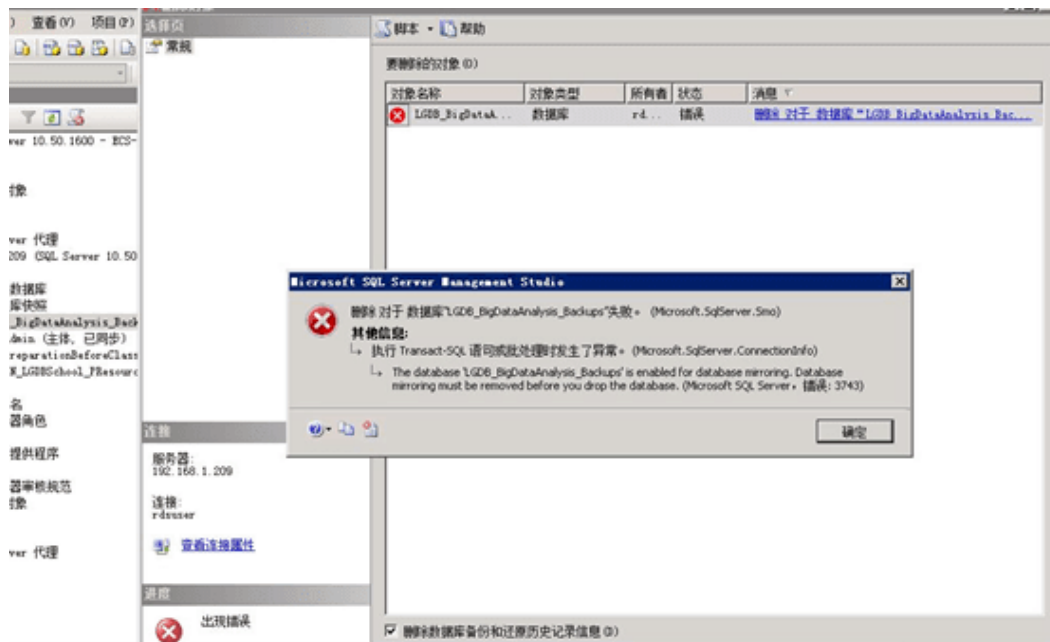 ) 查看(V) 项目(P)
选择页
常规
脚本 帮助
要删除的对象(O)
对象名称 对象类型 所有者 状态 消息
LGDB_BigDataA... 数据库 rd... 错误 删除 对于 数据库"LGDB_BigDataAnalysis_Bac...
ver 10.50.1600 - ECS-
对象
ver 代理
209 (SQL Server 10.50
数据库
库快照
_BigDataAnalysis_Back
dmin (主体，已同步)
reparationBeforeClass
N_LGDBSchool_PResourc
名
器角色
提供程序
器审核规范
对象
ver 代理
Microsoft SQL Server Management Studio
删除 对于 数据库"LGDB_BigDataAnalysis_Backups"失败。 (Microsoft.SqlServer.Smo)
其他信息:
执行 Transact-SQL 语句或批处理时发生了异常。 (Microsoft.SqlServer.ConnectionInfo)
The database 'LGDB_BigDataAnalysis_Backups' is enabled for database mirroring. Database
mirroring must be removed before you drop the database. (Microsoft SQL Server，错误: 3743)
确定
连接
服务器:
192.168.1.209
连接:
rdsuser
查看连接属性
进度
出现错误
删除数据库备份和还原历史记录信息(D)